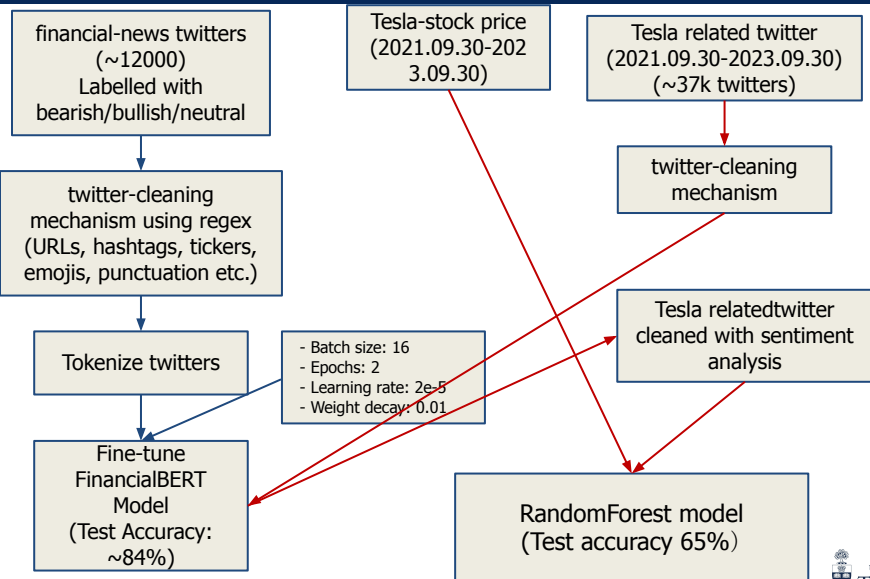 financial-news twitters
(~12000)
Labelled with
bearish/bullish/neutral
Tesla-stock price
(2021.09.30-202
3.09.30)
Tesla related twitter
(2021.09.30-2023.09.30)
(~37k twitters)
twitter-cleaning
mechanism using regex
(URLs, hashtags, tickers,
emojis, punctuation etc.)
twitter-cleaning
mechanism
Tokenize twitters
- Batch size: 16
- Epochs: 2
- Learning rate: 2e-5
- Weight decay: 0.01
Tesla relatedtwitter
cleaned with sentiment
analysis
Fine-tune
FinancialBERT
Model
(Test Accuracy:
~84%)
RandomForest model
(Test accuracy 65%）